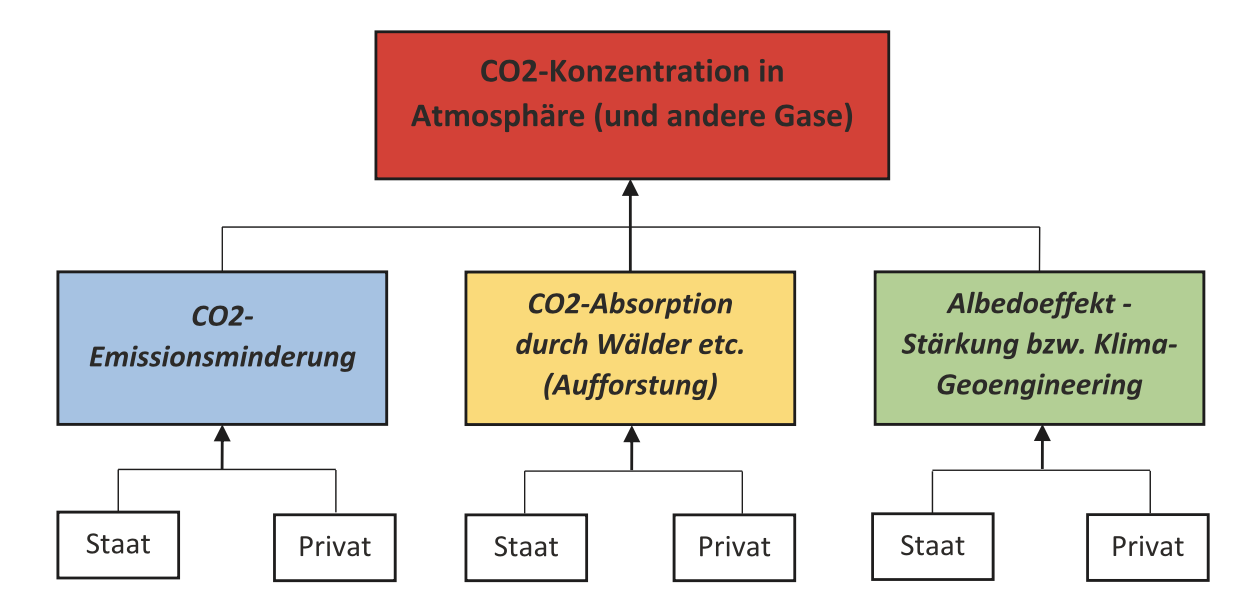 CO2-Konzentration in
Atmosphäre (und andere Gase)
CO2-
Emissionsminderung
CO2-Absorption
durch Wälder etc.
(Aufforstung)
Albedoeffekt -
Stärkung bzw. Klima-
Geoengineering
Staat
Privat
Staat
Privat
Staat
Privat